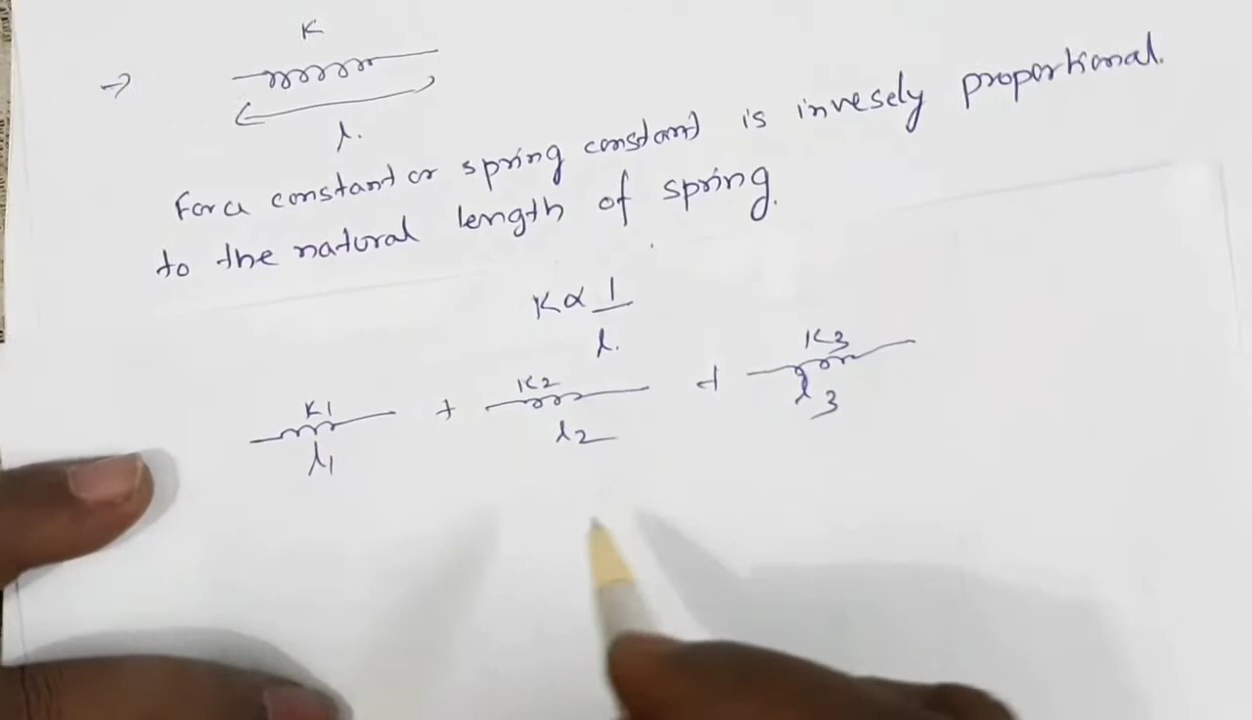 → K
l.
Force constant or spring constant is invesely proportional.
to the natural length of spring.
K ∝ 1
l.
K1 + K2 + K3
l1 l2 l3